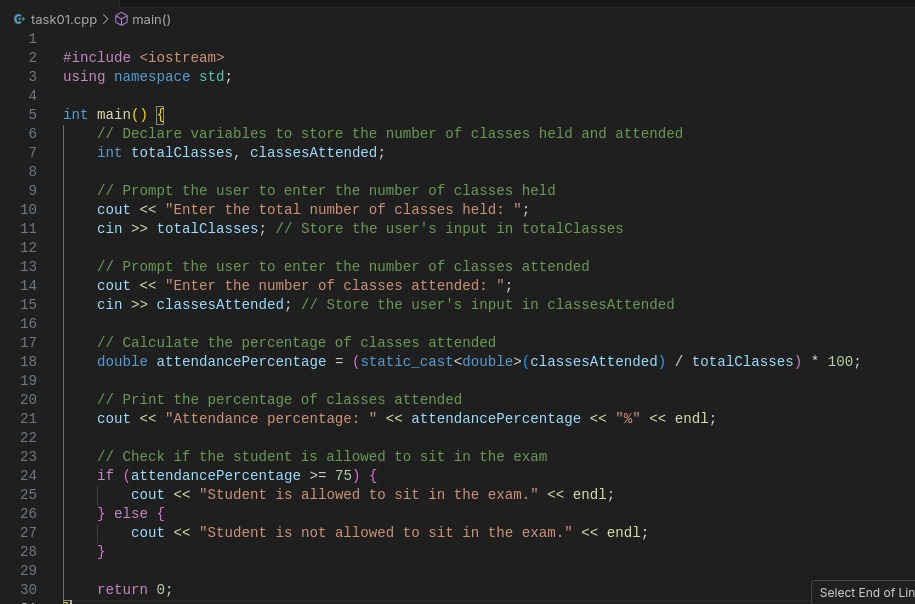 task01.cpp > main()
1
2 #include <iostream>
3 using namespace std;
4
5 int main() {
6 // Declare variables to store the number of classes held and attended
7 int totalClasses, classesAttended;
8
9 // Prompt the user to enter the number of classes held
10 cout << "Enter the total number of classes held: ";
11 cin >> totalClasses; // Store the user's input in totalClasses
12
13 // Prompt the user to enter the number of classes attended
14 cout << "Enter the number of classes attended: ";
15 cin >> classesAttended; // Store the user's input in classesAttended
16
17 // Calculate the percentage of classes attended
18 double attendancePercentage = (static_cast<double>(classesAttended) / totalClasses) * 100;
19
20 // Print the percentage of classes attended
21 cout << "Attendance percentage: " << attendancePercentage << "%" << endl;
22
23 // Check if the student is allowed to sit in the exam
24 if (attendancePercentage >= 75) {
25 cout << "Student is allowed to sit in the exam." << endl;
26 } else {
27 cout << "Student is not allowed to sit in the exam." << endl;
28 }
29
30 return 0;
Select End of Lin